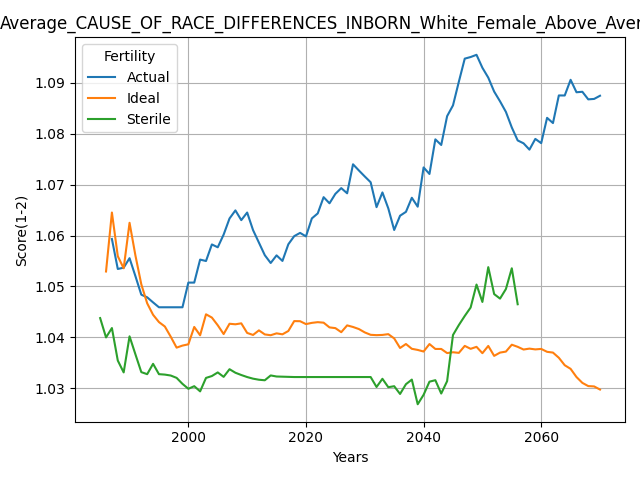 Average_CAUSE_OF_RACE_DIFFERENCES_INBORN_White_Female_Above_Aver
Fertility
Actual
Ideal
Sterile
Score(1-2)
1.09
1.08
1.07
1.06
1.05
1.04
1.03
2000
2020
2040
2060
Years